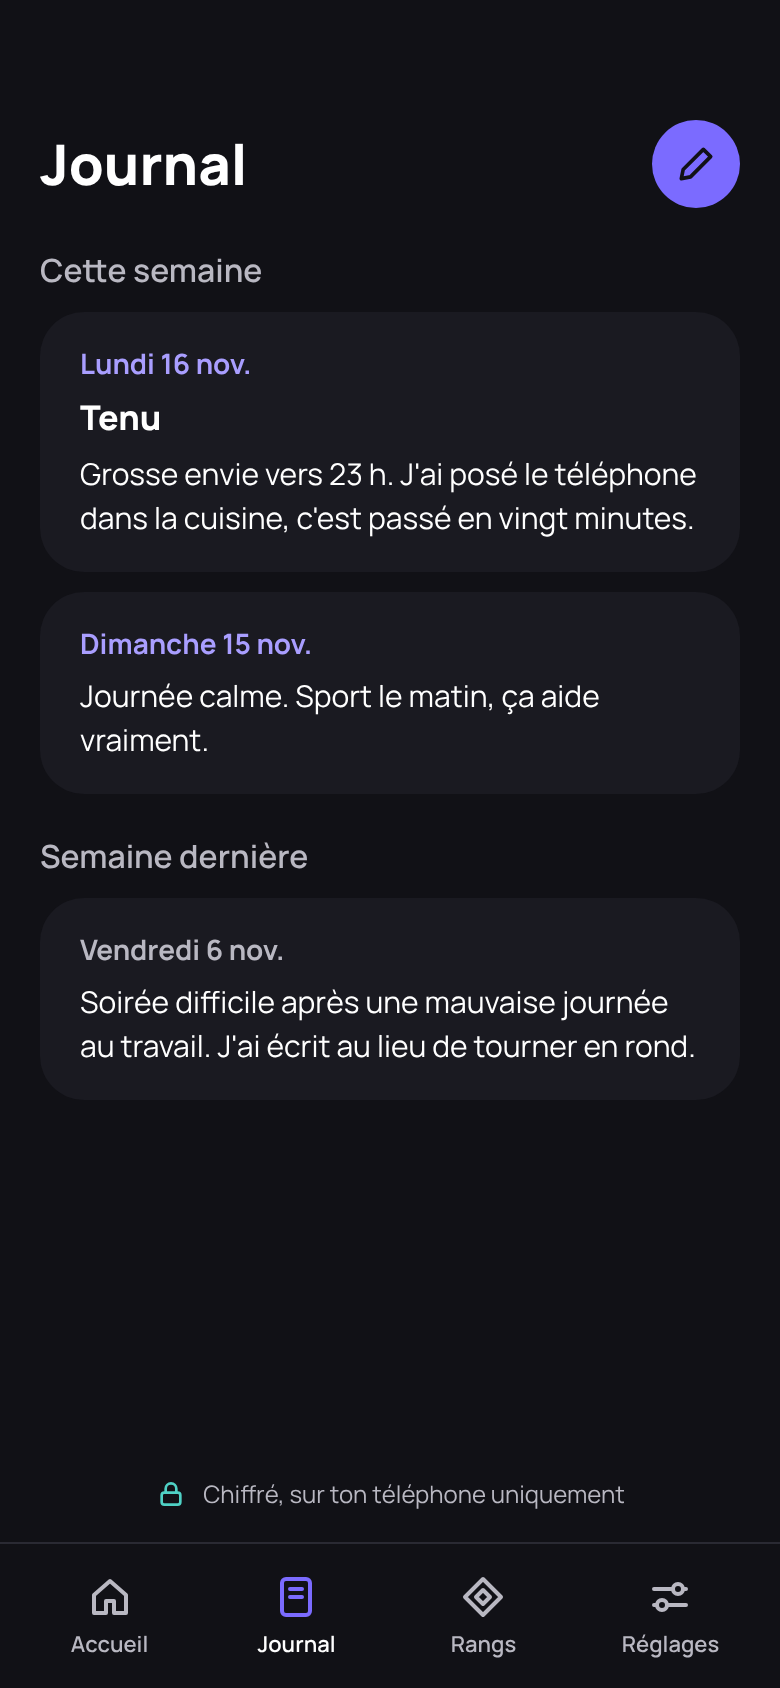 Journal
Cette semaine
Lundi 16 nov.
Tenu
Grosse envie vers 23 h. J'ai posé le téléphone
dans la cuisine, c'est passé en vingt minutes.
Dimanche 15 nov.
Journée calme. Sport le matin, ça aide
vraiment.
Semaine dernière
Vendredi 6 nov.
Soirée difficile après une mauvaise journée
au travail. J'ai écrit au lieu de tourner en rond.
Chiffré, sur ton téléphone uniquement
Accueil
Journal
Rangs
Réglages